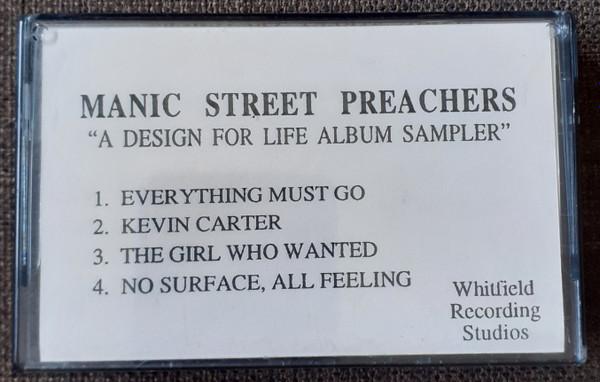 MANIC STREET PREACHERS
“A DESIGN FOR LIFE ALBUM SAMPLER”
1. EVERYTHING MUST GO
2. KEVIN CARTER
3. THE GIRL WHO WANTED
4. NO SURFACE, ALL FEELING
Whitfield
Recording
Studios